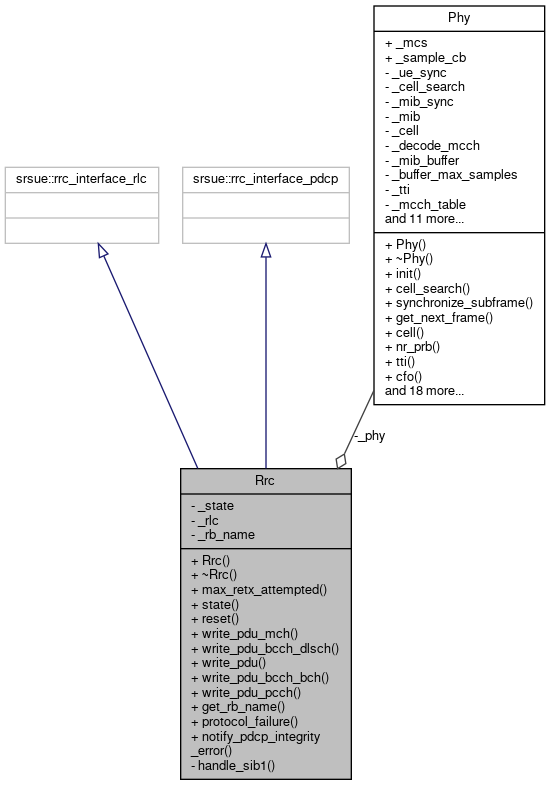 Phy
+ _mcs
+ _sample_cb
- _ue_sync
- _cell_search
- _mib_sync
- _mib
- _cell
- _decode_mcch
- _mib_buffer
- _buffer_max_samples
- _tti
- _mcch_table
and 11 more...
+ Phy()
+ ~Phy()
+ init()
+ cell_search()
+ synchronize_subframe()
+ get_next_frame()
+ cell()
+ nr_prb()
+ tti()
+ cfo()
and 18 more...
srsue::rrc_interface_rlc
srsue::rrc_interface_pdcp
-_phy
Rrc
- _state
- _rlc
- _rb_name
+ Rrc()
+ ~Rrc()
+ max_retx_attempted()
+ state()
+ reset()
+ write_pdu_mch()
+ write_pdu_bcch_dlsch()
+ write_pdu()
+ write_pdu_bcch_bch()
+ write_pdu_pcch()
+ get_rb_name()
+ protocol_failure()
+ notify_pdcp_integrity
_error()
- handle_sib1()